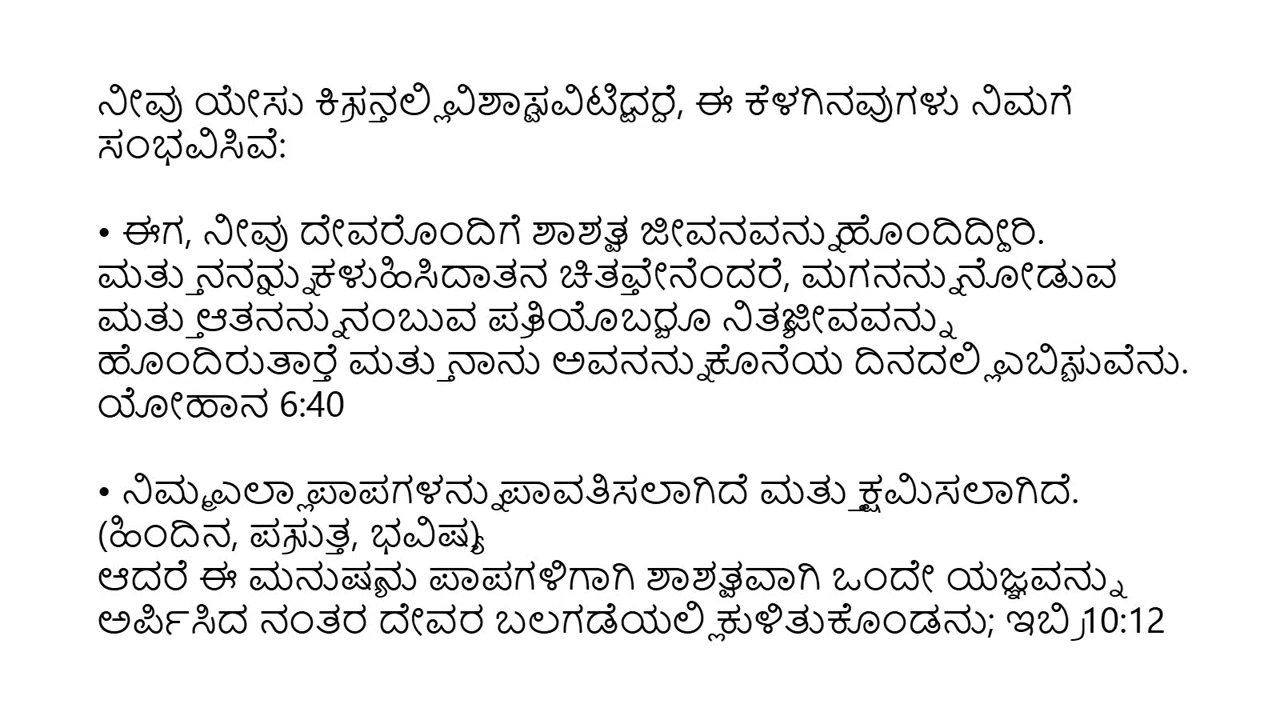 ನೀವು ಯೇಸು ಕ್ರಿಸ್ತನಲ್ಲಿ ವಿಶ್ವಾಸವಿಟ್ಟಿದ್ದರೆ, ಈ ಕೆಳಗಿನವುಗಳು ನಿಮಗೆ
ಸಂಭವಿಸಿವೆ:
• ಈಗ, ನೀವು ದೇವರೊಂದಿಗೆ ಶಾಶ್ವತ ಜೀವನವನ್ನು ಹೊಂದಿದ್ದೀರಿ.
ಮತ್ತು ನನ್ನನ್ನು ಕಳುಹಿಸಿದಾತನ ಚಿತ್ತವೇನೆಂದರೆ, ಮಗನನ್ನು ನೋಡುವ
ಮತ್ತು ಆತನನ್ನು ನಂಬುವ ಪ್ರತಿಯೊಬ್ಬರೂ ನಿತ್ಯಜೀವವನ್ನು
ಹೊಂದಿರುತ್ತಾರೆ ಮತ್ತು ನಾನು ಅವನನ್ನು ಕೊನೆಯ ದಿನದಲ್ಲಿ ಎಬ್ಬಿಸುವೆನು.
ಯೋಹಾನ 6:40
• ನಿಮ್ಮ ಎಲ್ಲಾ ಪಾಪಗಳನ್ನು ಪಾವತಿಸಲಾಗಿದೆ ಮತ್ತು ಕ್ಷಮಿಸಲಾಗಿದೆ.
(ಹಿಂದಿನ, ಪ್ರಸ್ತುತ, ಭವಿಷ್ಯ)
ಆದರೆ ಈ ಮನುಷ್ಯನು ಪಾಪಗಳಿಗಾಗಿ ಶಾಶ್ವತವಾಗಿ ಒಂದೇ ಯಜ್ಞವನ್ನು
ಅರ್ಪಿಸಿದ ನಂತರ ದೇವರ ಬಲಗಡೆಯಲ್ಲಿ ಕುಳಿತುಕೊಂಡನು; ಇಬ್ರಿ 10:12